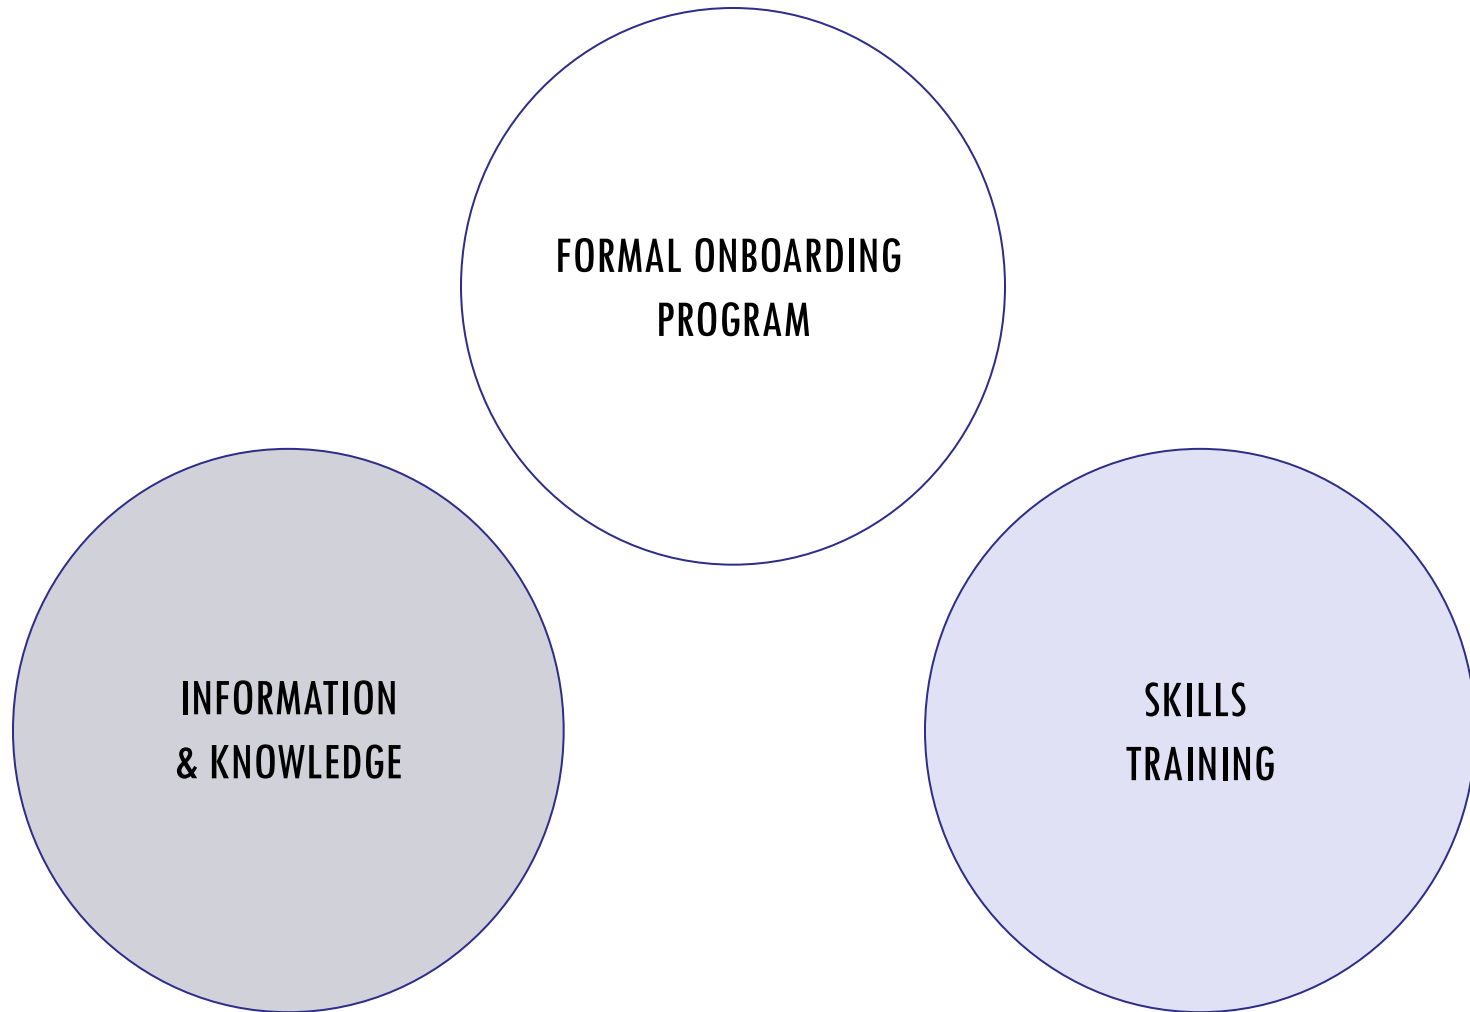 FORMAL ONBOARDING
PROGRAM
INFORMATION
& KNOWLEDGE
SKILLS
TRAINING